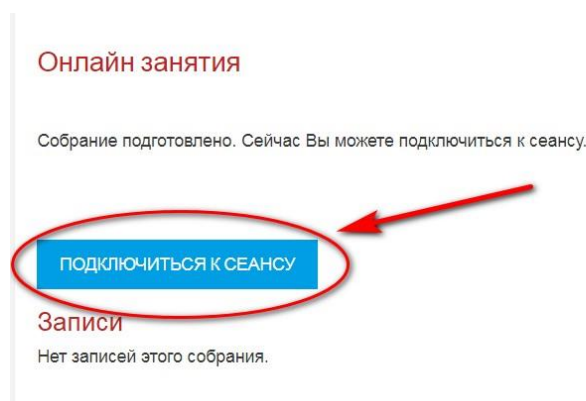 Онлайн занятия
Собрание подготовлено. Сейчас Вы можете подключиться к сеансу.
ПОДКЛЮЧИТЬСЯ К СЕАНСУ
Записи
Нет записей этого собрания.